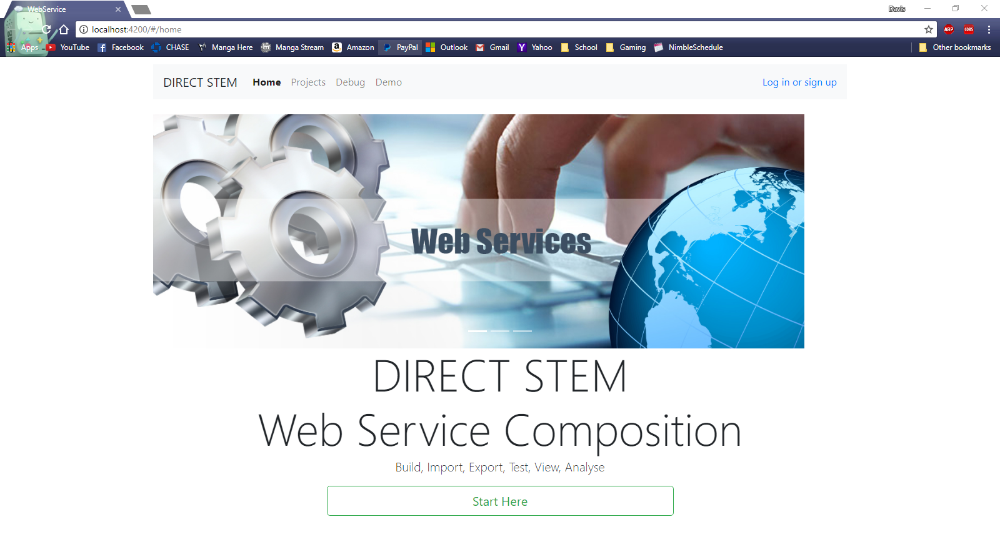 WebService
Davis
localhost:4200/#/home
ABP
CORS
Apps YouTube Facebook CHASE Manga Here Manga Stream Amazon PayPal Outlook Gmail Yahoo School Gaming NimbleSchedule Other bookmarks
DIRECT STEM Home Projects Debug Demo Log in or sign up
Web Services
DIRECT STEM
Web Service Composition
Build, Import, Export, Test, View, Analyse
Start Here